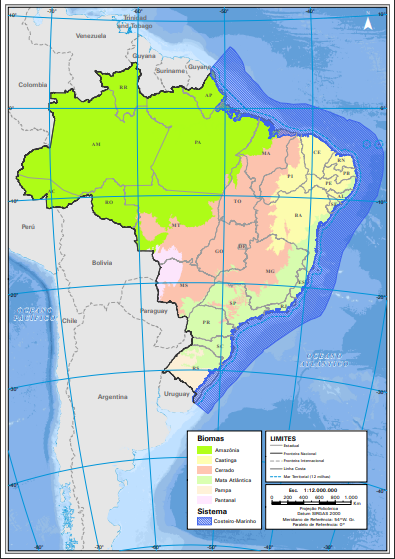 Trinidad
and Tobago
Venezuela
Guyana
Suriname
Guyane
Colombia
RR
AP
AM
PA
MA
CE
RN
PB
PI
PE
AL
SE
AC
RO
TO
BA
MT
Perú
GO
DF
Bolivia
MG
ES
MS
SP
RJ
Paraguay
PR
OCEANO
PACÍFICO
Chile
SC
RS
OCEANO
ATLÂNTICO
Argentina
Uruguay
Biomas
Amazônia
Caatinga
Cerrado
Mata Atlântica
Pampa
Pantanal
Sistema
Costeiro-Marinho
LIMITES
Estadual
Fronteira Nacional
Fronteira Internacional
Linha Costa
Mar Territorial (12 milhas)
Esc. 1:12.000.000
0 200 400 600 800 1.000
Km
Projeção Policônica
Datum SIRGAS 2000
Meridiano de Referência: 54°W. Gr.
Paralelo de Referência: 0°